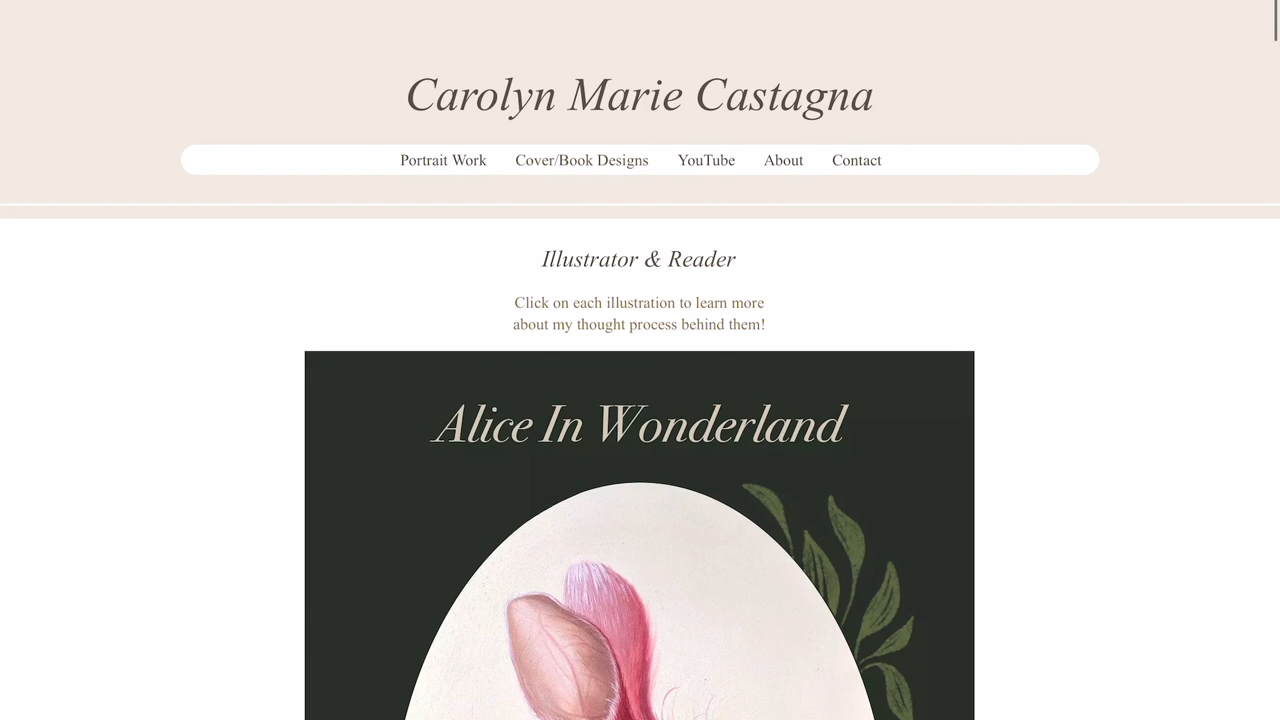 Carolyn Marie Castagna
Portrait Work Cover/Book Designs YouTube About Contact
Illustrator & Reader
Click on each illustration to learn more
about my thought process behind them!
Alice In Wonderland